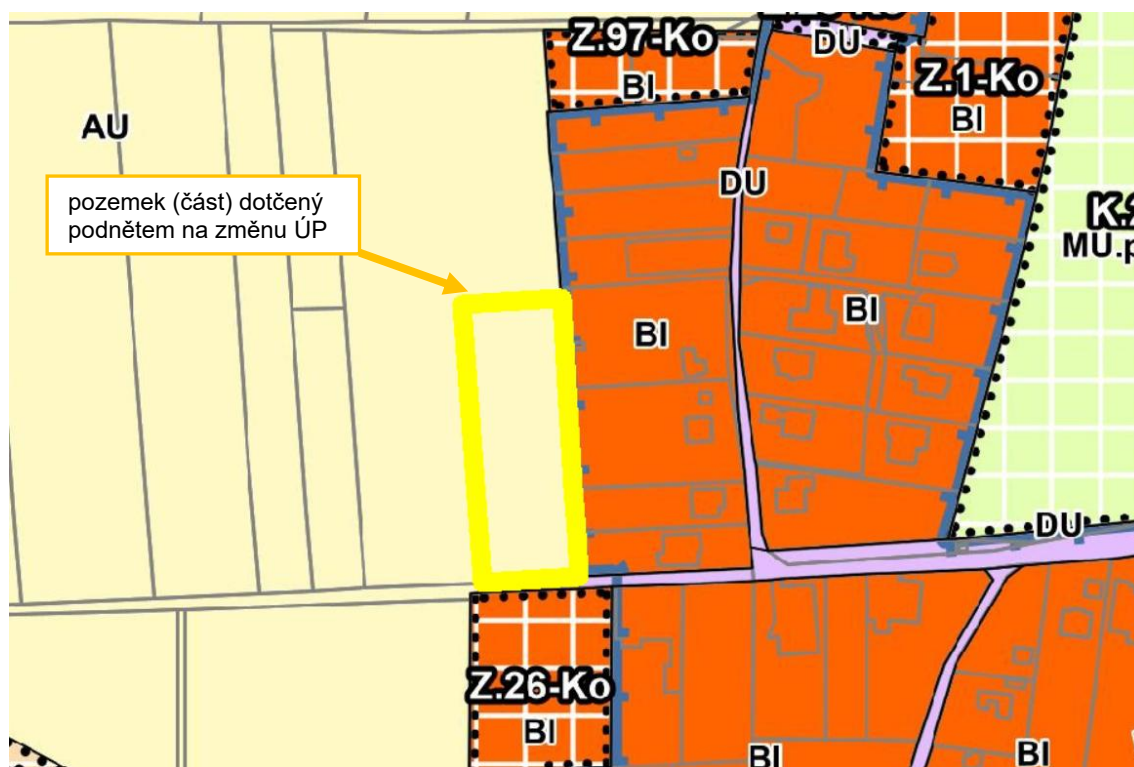 Z.97-Ko
BI
DU
Z.1-Ko
BI
AU
pozemek (část) dotčený
podnětem na změnu ÚP
DU
MU.p
BI
BI
DU
Z.26-Ko
BI
BI
BI